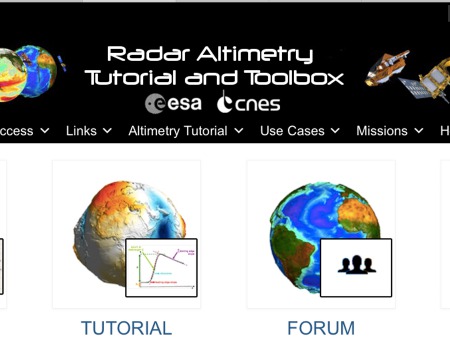 Radar Altimetry
Tutorial and Toolbox
esa cnes
ccess Links Altimetry Tutorial Use Cases Missions H
TUTORIAL FORUM